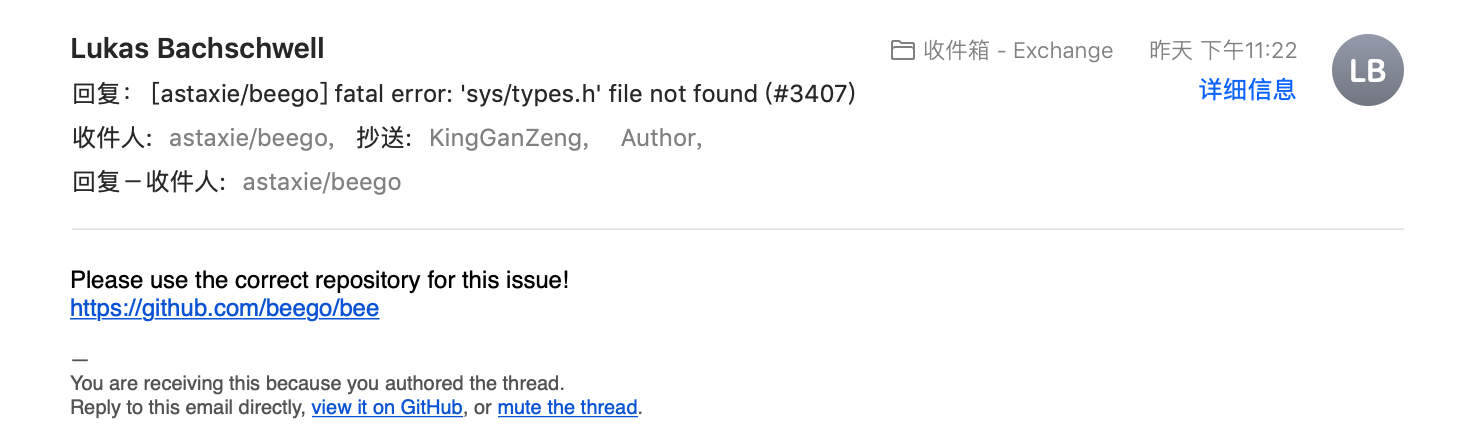 Lukas Bachschwell
收件箱 - Exchange 昨天 下午11:22
LB
回复: [astaxie/beego] fatal error: 'sys/types.h' file not found (#3407)
详细信息
收件人: astaxie/beego, 抄送: KingGanZeng, Author,
回复－收件人: astaxie/beego
Please use the correct repository for this issue!
https://github.com/beego/bee
—
You are receiving this because you authored the thread.
Reply to this email directly, view it on GitHub, or mute the thread.